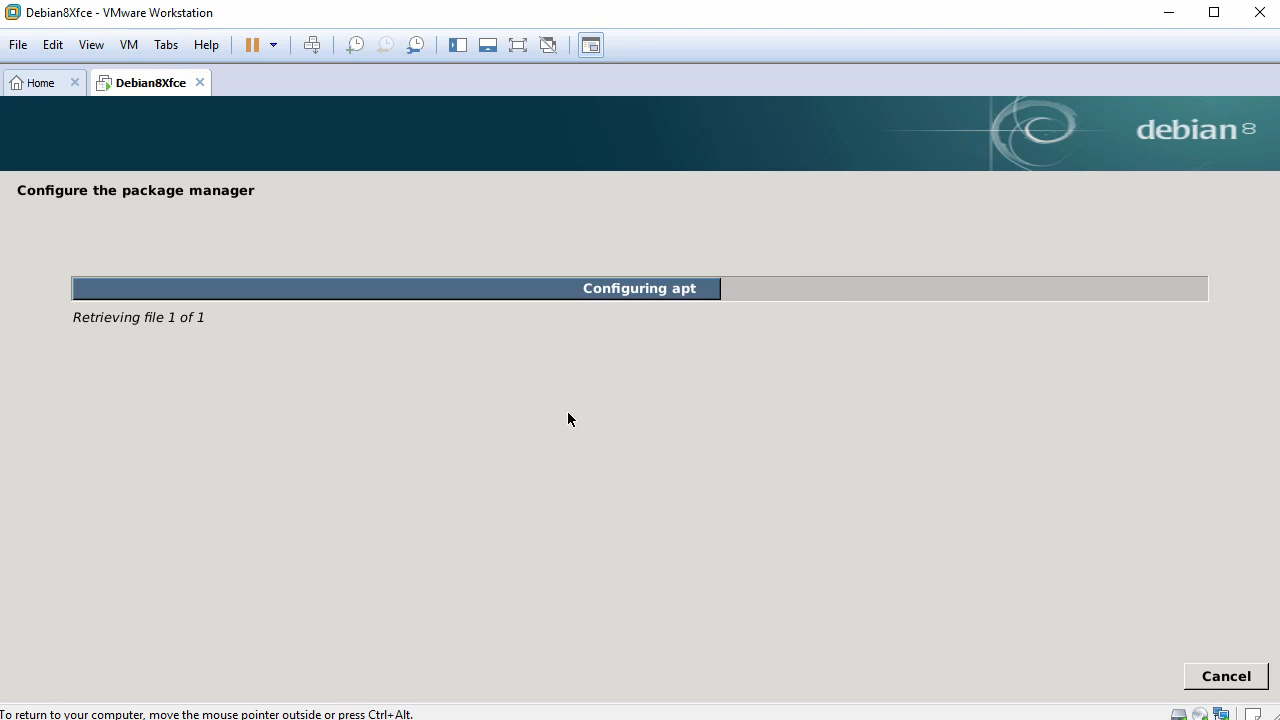 Debian8Xfce - VMware Workstation
File Edit View VM Tabs Help
Home Debian8Xfce
debian 8
Configure the package manager
Configuring apt
Retrieving file 1 of 1
Cancel
To return to your computer, move the mouse pointer outside or press Ctrl+Alt.